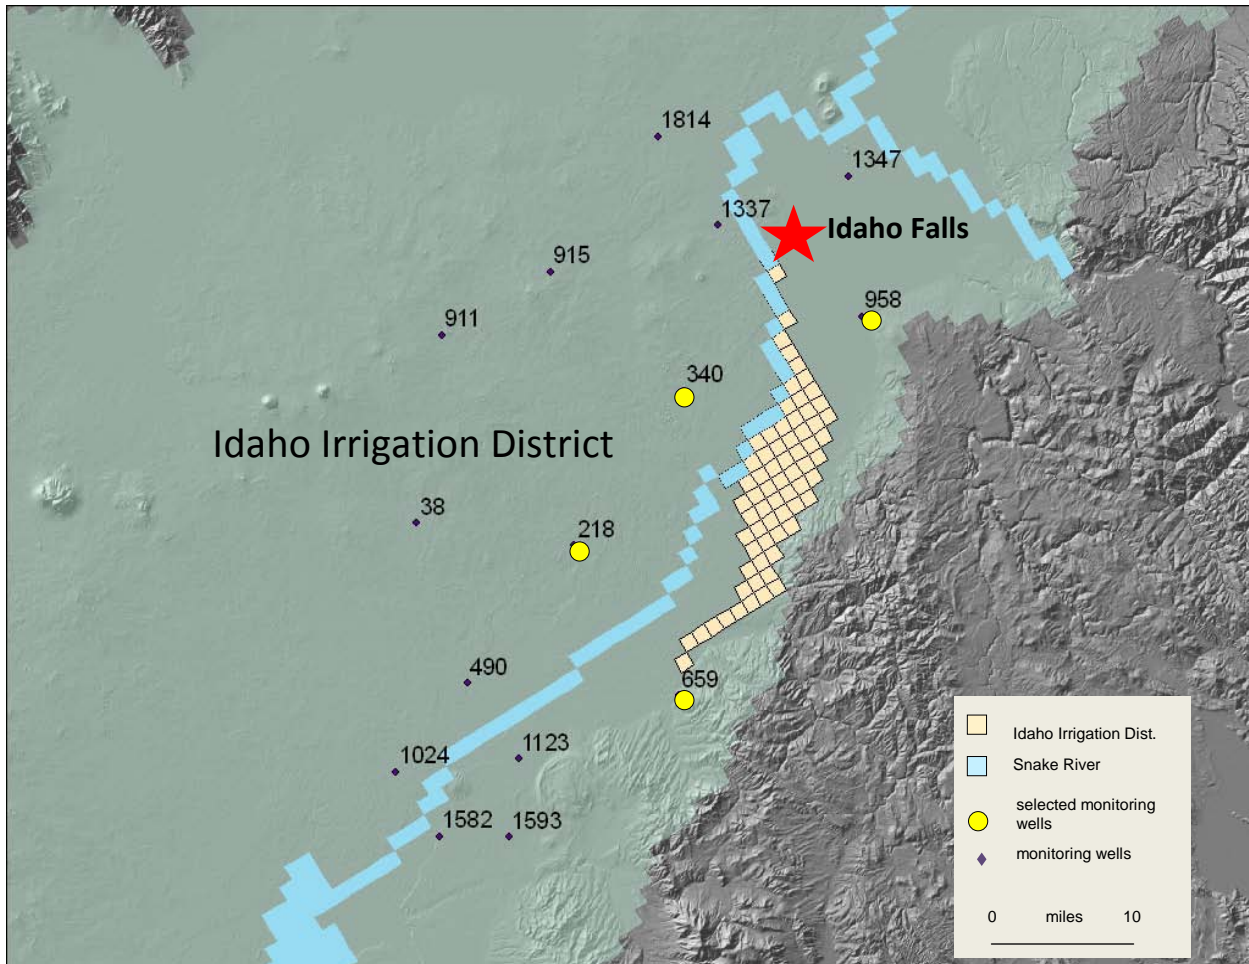 1814
1347
1337
Idaho Falls
915
958
911
340
Idaho Irrigation District
38
218
490
659
1024
1123
1582
1593
Idaho Irrigation Dist.
Snake River
selected monitoring
wells
monitoring wells
0 miles 10